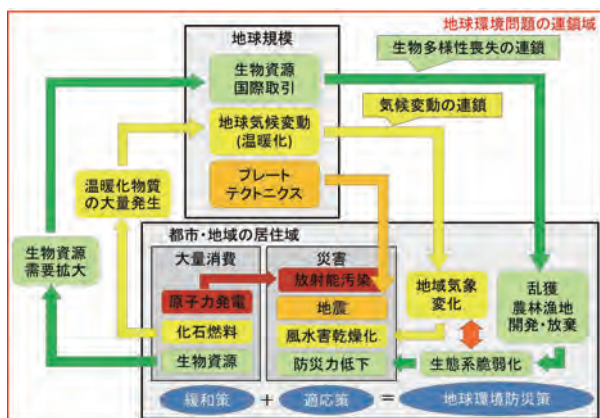 地球環境問題の連鎖域
地球規模
生物多様性喪失の連鎖
生物資源
国際取引
気候変動の連鎖
地球気候変動
(温暖化)
プレート
テクトニクス
温暖化物質
の大量発生
生物資源
需要拡大
都市・地域の居住域
大量消費
災害
原子力発電
放射能汚染
地震
化石燃料
風水害乾燥化
生物資源
防災力低下
地域気象
変化
乱獲
農林漁地
開発・放棄
生態系脆弱化
緩和策
+
適応策
=
地球環境防災策